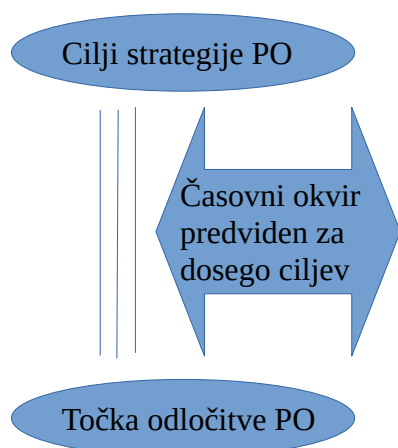 Cilji strategije PO
Časovni okvir
predviden za
dosego ciljev
Točka odločitve PO